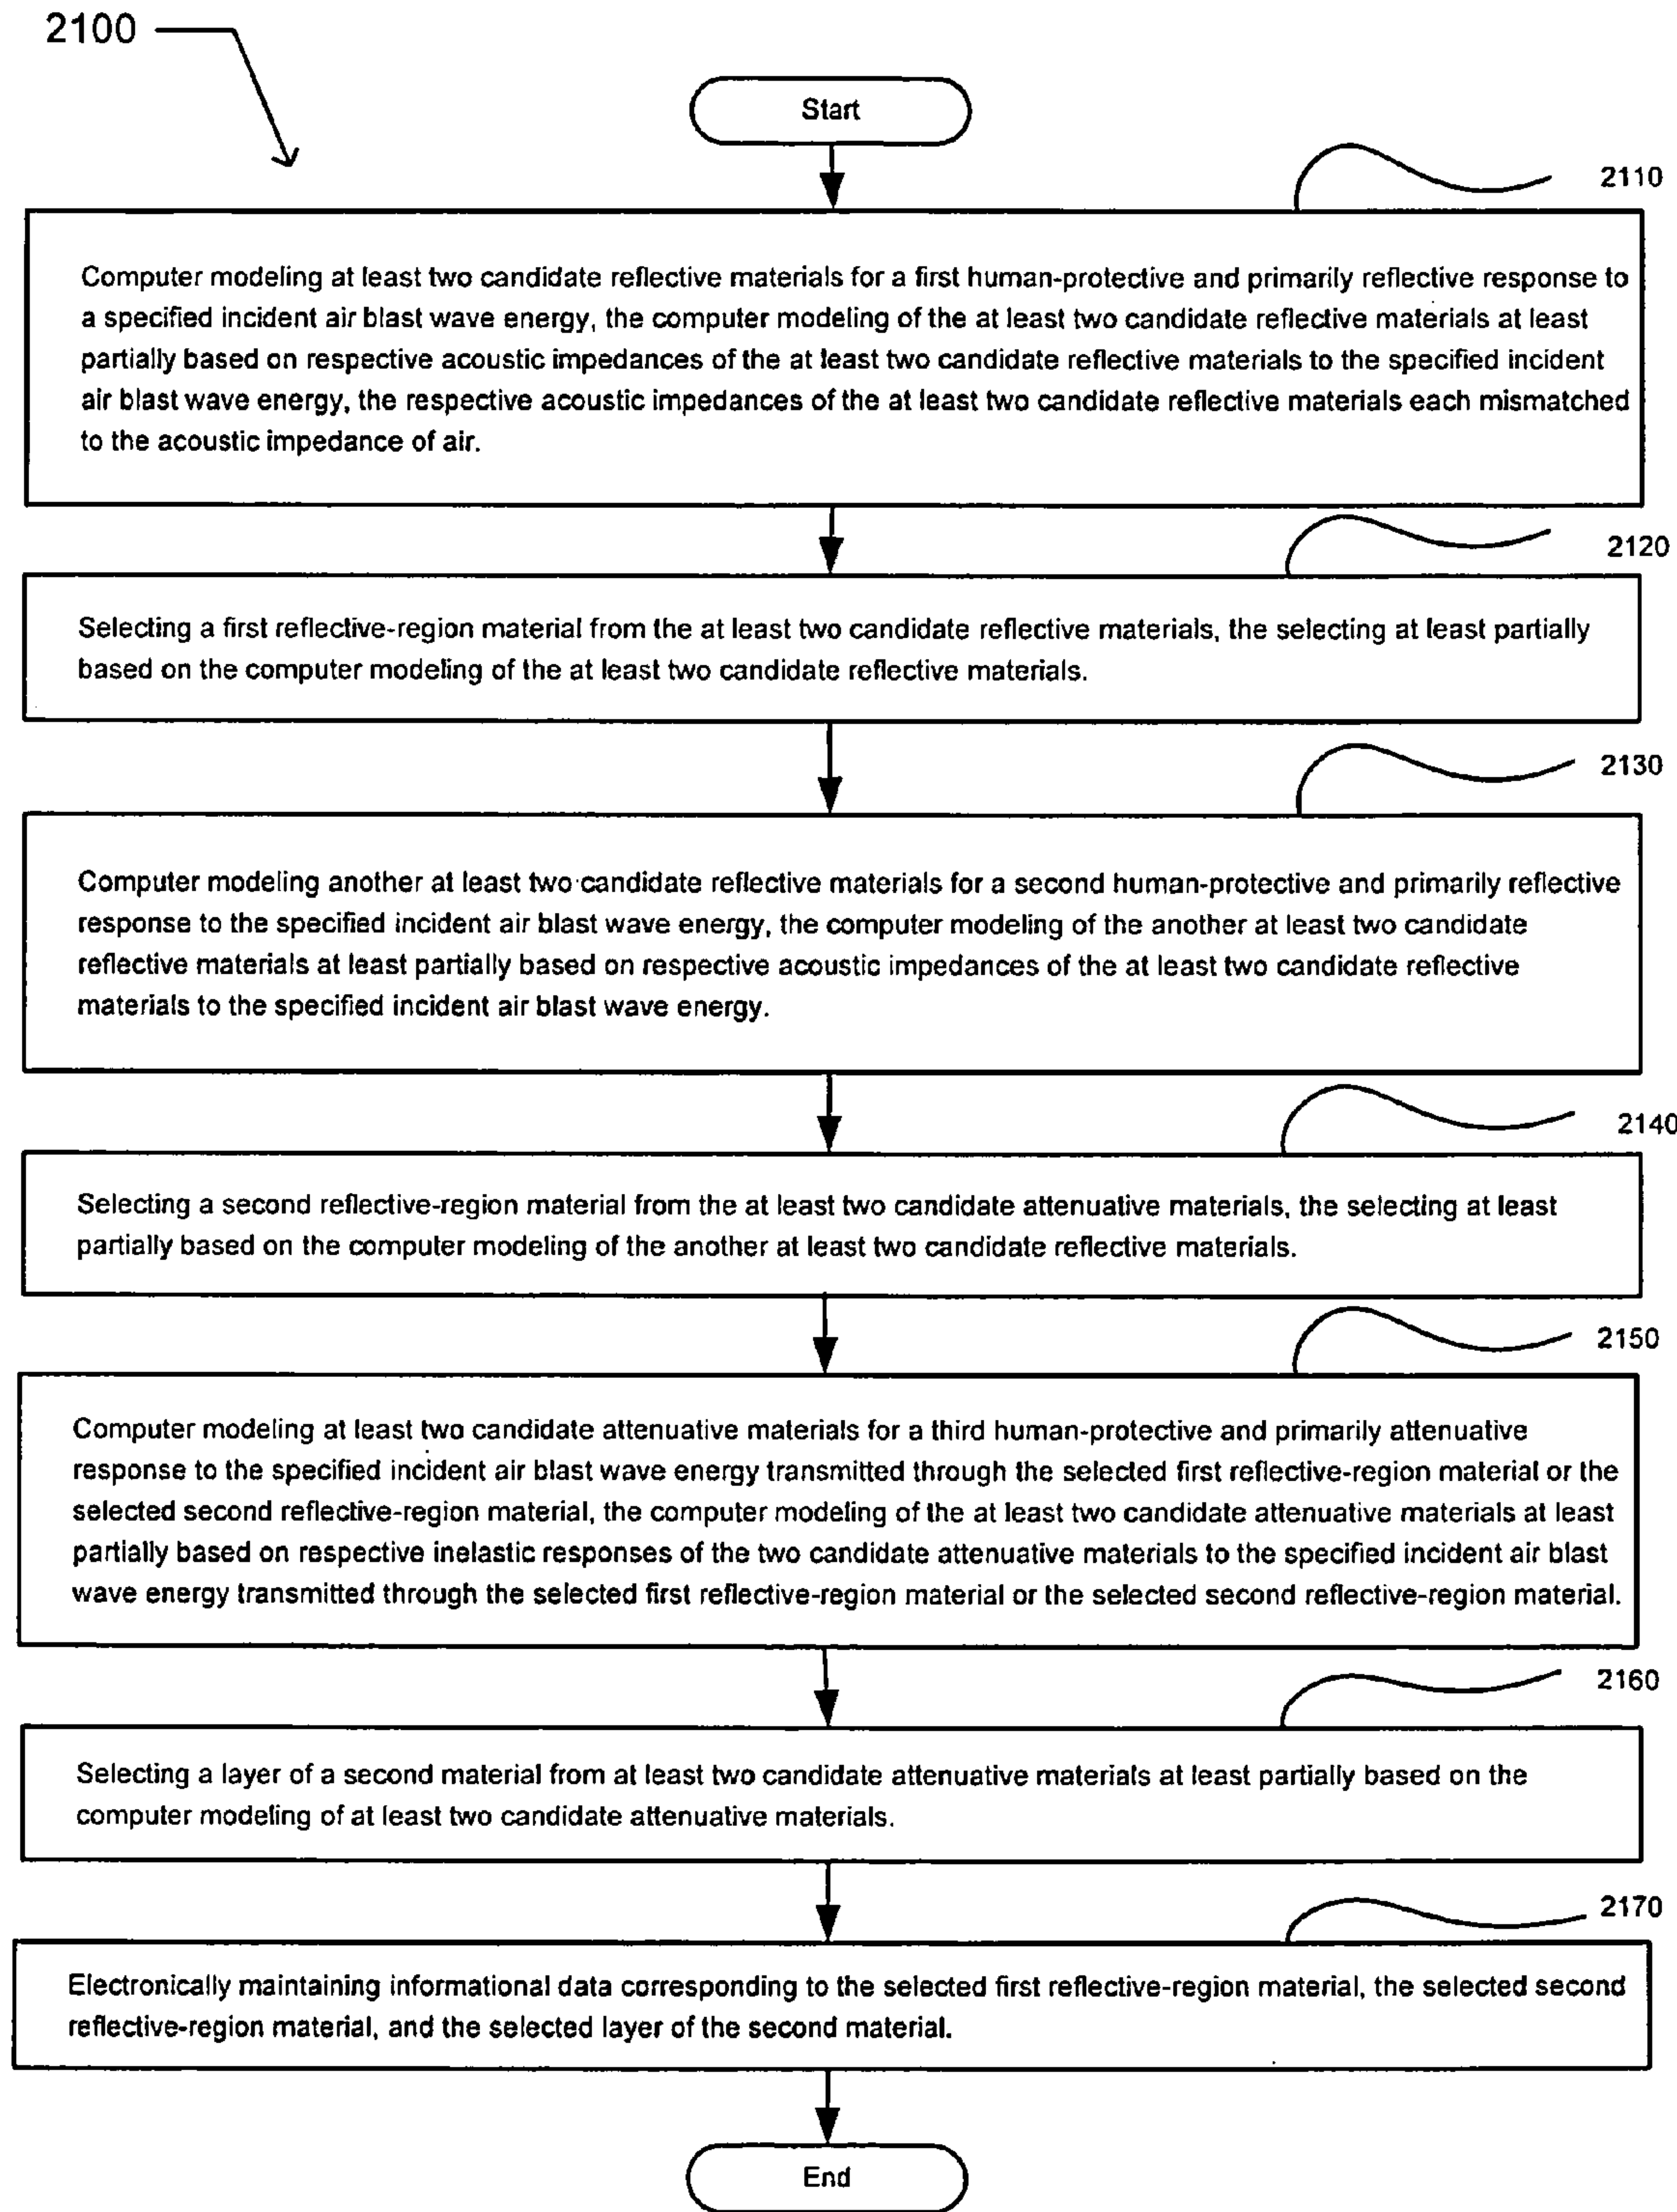 2100
Start
2110
Computer modeling at least two candidate reflective materials for a first human-protective and primarily reflective response to
a specified incident air blast wave energy, the computer modeling of the at least two candidate reflective materials at least
partially based on respective acoustic impedances of the at least two candidate reflective materials to the specified incident
air blast wave energy, the respective acoustic impedances of the at least two candidate reflective materials each mismatched
to the acoustic impedance of air.
2120
Selecting a first reflective-region material from the at least two candidate reflective materials, the selecting at least partially
based on the computer modeling of the at least two candidate reflective materials.
2130
Computer modeling another at least two candidate reflective materials for a second human-protective and primarily reflective
response to the specified incident air blast wave energy, the computer modeling of the another at least two candidate
reflective materials at least partially based on respective acoustic impedances of the at least two candidate reflective
materials to the specified incident air blast wave energy.
2140
Selecting a second reflective-region material from the at least two candidate attenuative materials, the selecting at least
partially based on the computer modeling of the another at least two candidate reflective materials.
2150
Computer modeling at least two candidate attenuative materials for a third human-protective and primarily attenuative
response to the specified incident air blast wave energy transmitted through the selected first reflective-region material or the
selected second reflective-region material, the computer modeling of the at least two candidate attenuative materials at least
partially based on respective inelastic responses of the two candidate attenuative materials to the specified incident air blast
wave energy transmitted through the selected first reflective-region material or the selected second reflective-region material.
2160
Selecting a layer of a second material from at least two candidate attenuative materials at least partially based on the
computer modeling of at least two candidate attenuative materials.
2170
Electronically maintaining informational data corresponding to the selected first reflective-region material, the selected second
reflective-region material, and the selected layer of the second material.
End